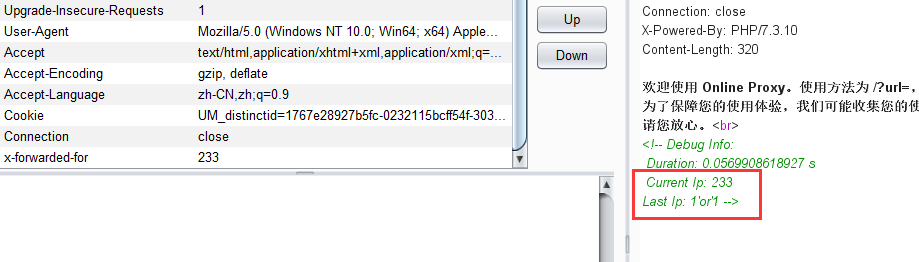 Upgrade-Insecure-Requests 1
User-Agent Mozilla/5.0 (Windows NT 10.0; Win64; x64) Apple...
Accept text/html,application/xhtml+xml,application/xml;q=...
Accept-Encoding gzip, deflate
Accept-Language zh-CN,zh;q=0.9
Cookie UM_distinctid=1767e28927b5fc-0232115bcff54f-303...
Connection close
x-forwarded-for 233
Up
Down
Connection: close
X-Powered-By: PHP/7.3.10
Content-Length: 320
欢迎使用 Online Proxy。使用方法为 /?url=，
为了保障您的使用体验，我们可能收集您的使
请您放心。<br>
<!-- Debug Info:
Duration: 0.0569908618927 s
Current Ip: 233
Last Ip: 1'or'1 -->